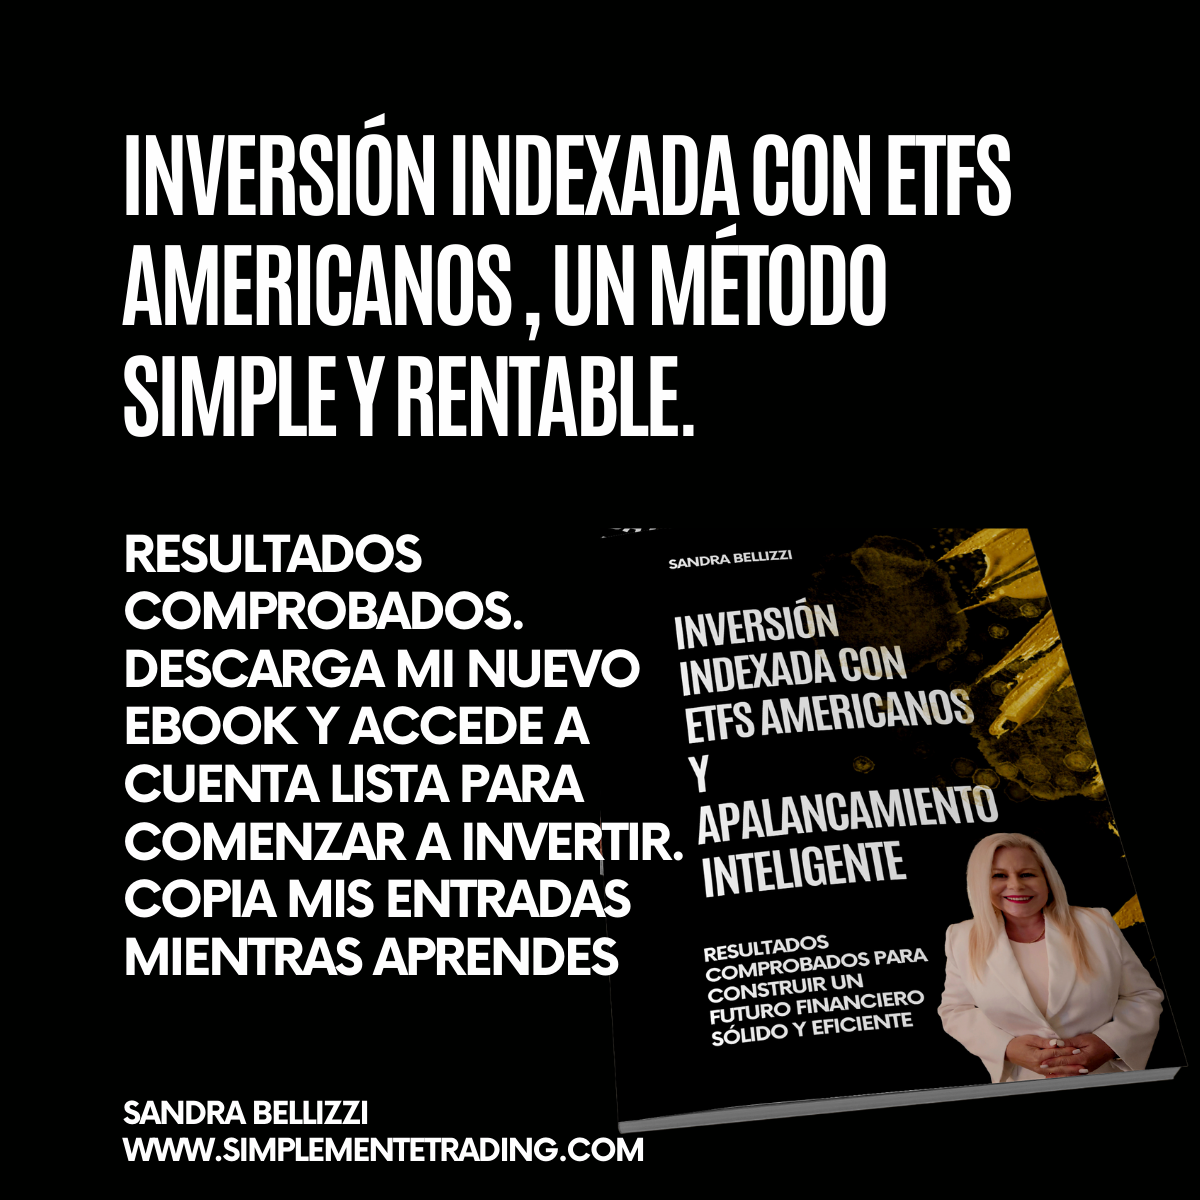 INVERSIÓN INDEXADA CON ETFS
AMERICANOS , UN MÉTODO
SIMPLE Y RENTABLE.
RESULTADOS
COMPROBADOS.
DESCARGA MI NUEVO
EBOOK Y ACCEDE A
CUENTA LISTA PARA
COMENZAR A INVERTIR.
COPIA MIS ENTRADAS
MIENTRAS APRENDES
SANDRA BELLIZZI
INVERSIÓN
INDEXADA CON
ETFS AMERICANOS
Y
APALANCAMIENTO
INTELIGENTE
RESULTADOS
COMPROBADOS PARA
CONSTRUIR UN
FUTURO FINANCIERO
SÓLIDO Y EFICIENTE
SANDRA BELLIZZI
WWW.SIMPLEMENTETRADING.COM